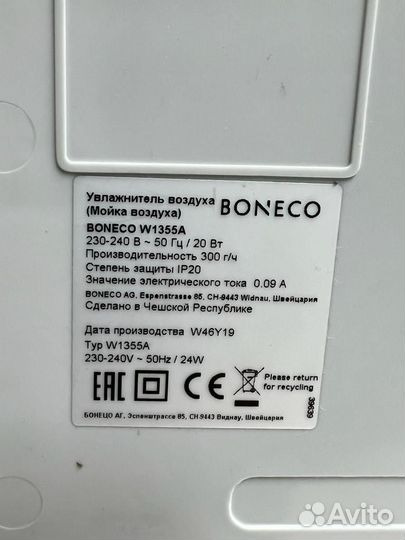 Увлажнитель воздуха
(Мойка воздуха)
BONECO
BONECO W1355A
230-240 В ~ 50 Гц / 20 Вт
Производительность 300 г/ч
Степень защиты IP20
Значение электрического тока 0.09 А
BONECO AG, Espenstrasse 85, CH-9443 Widnau, Швейцария
Сделано в Чешской Республике
Дата производства W46Y19
Typ W1355A
230-240V ~ 50Hz / 24W
EAC CE
Please return
for recycling
39639
БОНЕЦО АГ, Эспенштрассе 85, CH-9443 Виднау, Швейцария
Avito